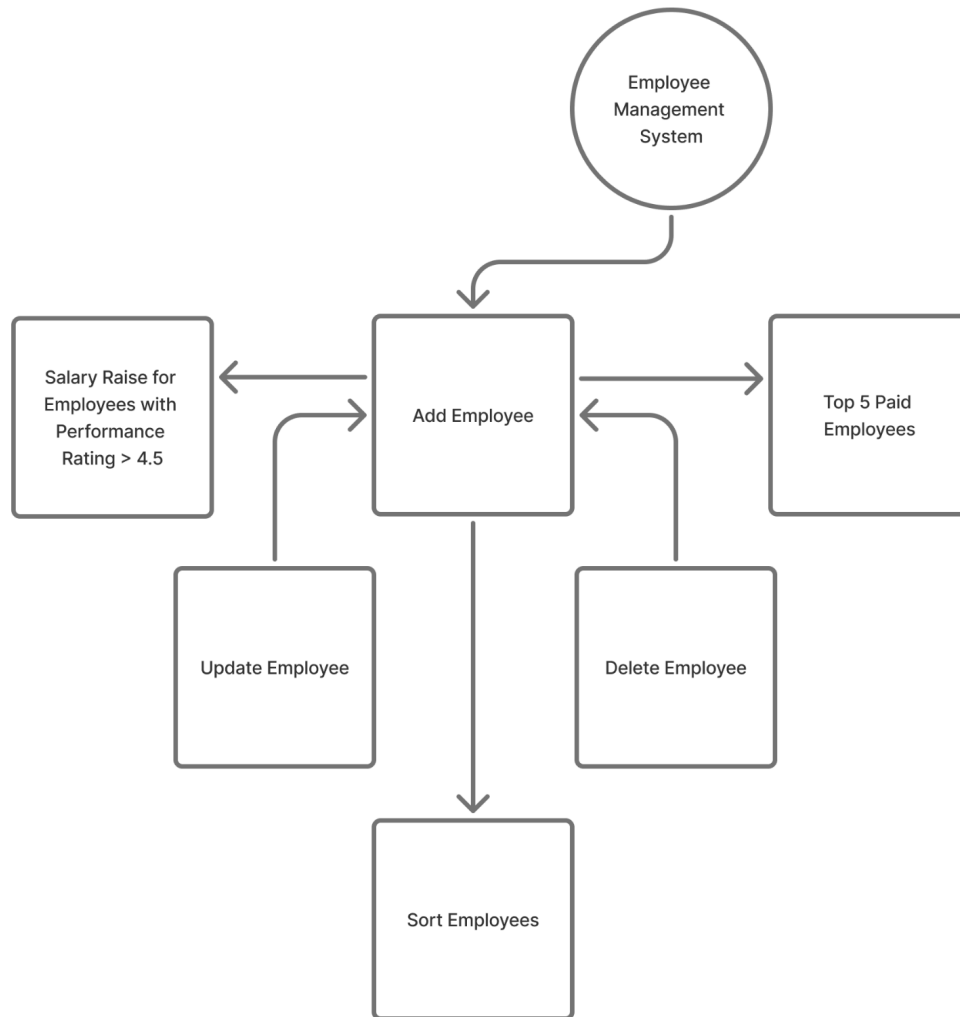 Employee
Management
System
Salary Raise for
Employees with
Performance
Rating > 4.5
Add Employee
Top 5 Paid
Employees
Update Employee
Delete Employee
Sort Employees